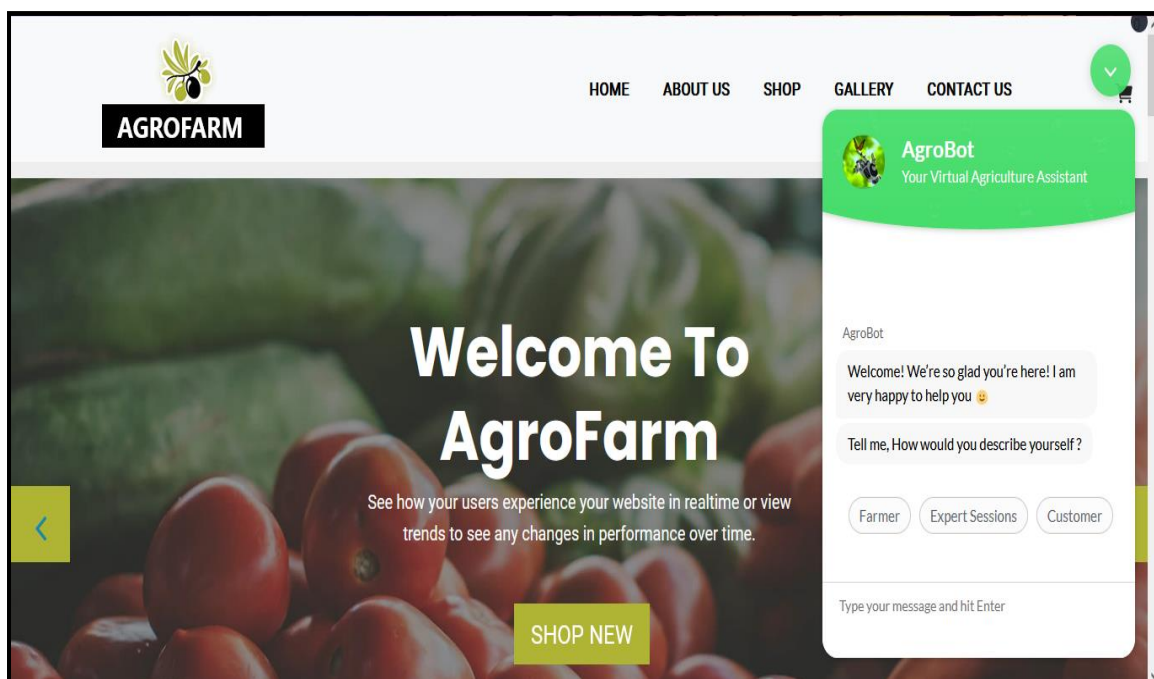 AGROFARM
HOME ABOUT US SHOP GALLERY CONTACT US
Welcome To
AgroFarm
See how your users experience your website in realtime or view
trends to see any changes in performance over time.
SHOP NEW
AgroBot
Your Virtual Agriculture Assistant
AgroBot
Welcome! We're so glad you're here! I am
very happy to help you 🙂
Tell me, How would you describe yourself ?
Farmer Expert Sessions Customer
Type your message and hit Enter